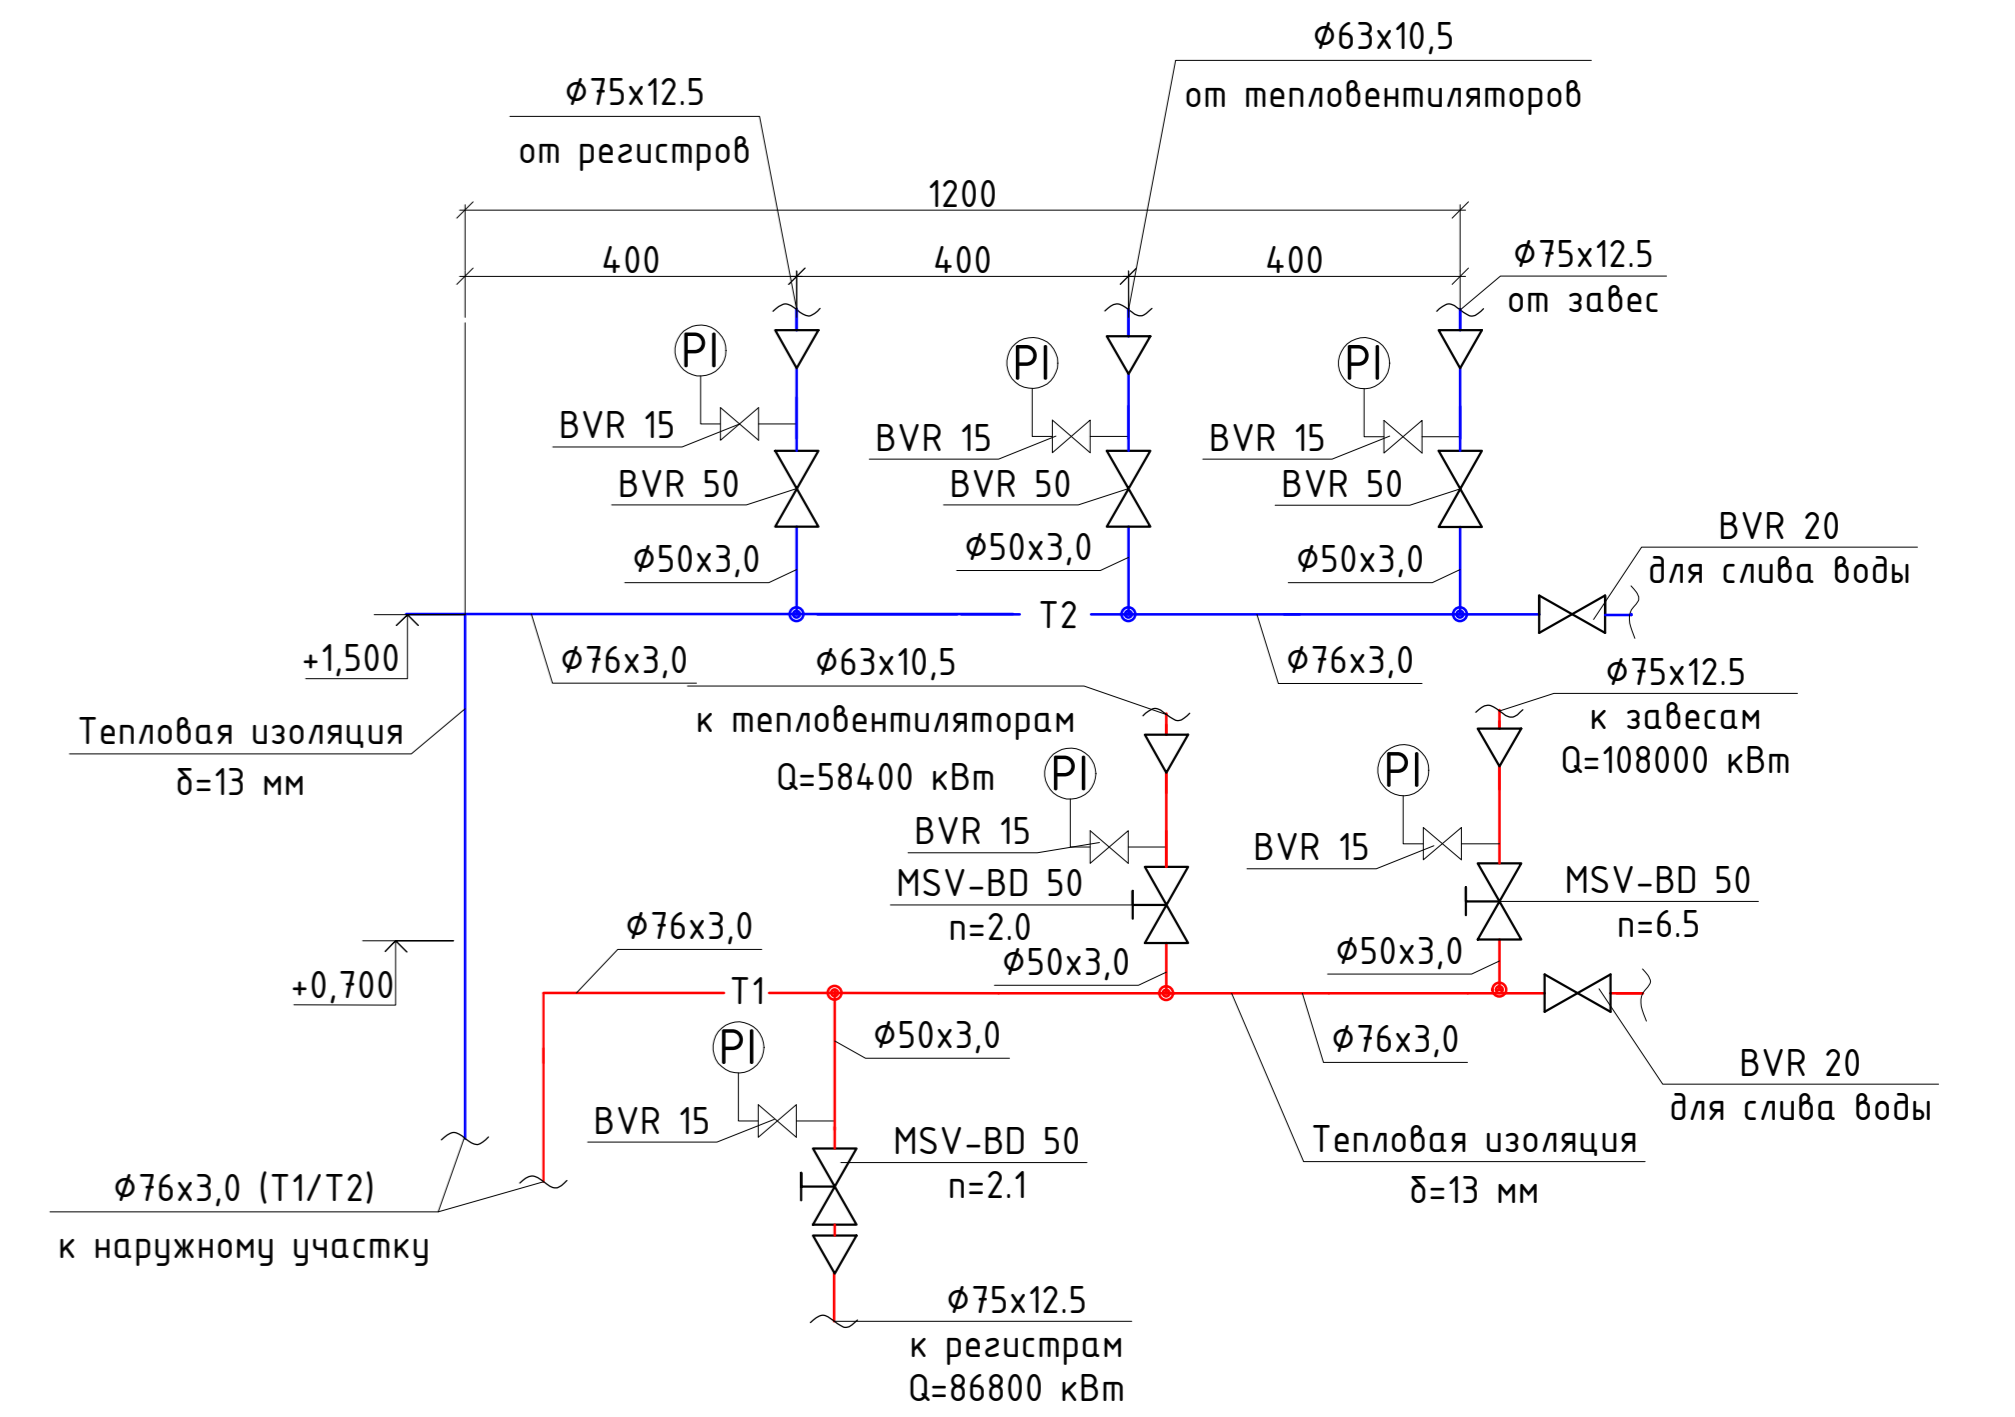 Ф63х10,5
от тепловентиляторов
Ф75х12.5
от регистров
1200
400
400
400
Ф75х12.5
от завес
PI
PI
PI
BVR 15
BVR 15
BVR 15
BVR 50
BVR 50
BVR 50
Ф50х3,0
Ф50х3,0
Ф50х3,0
BVR 20
для слива воды
Т2
+1,500
Ф76х3,0
Ф63х10,5
к тепловентиляторам
Q=58400 кВт
Ф76х3,0
Ф75х12.5
к завесам
Q=108000 кВт
Тепловая изоляция
δ=13 мм
PI
PI
BVR 15
BVR 15
MSV-BD 50
n=2.0
MSV-BD 50
n=6.5
Ф76х3,0
Ф50х3,0
Ф50х3,0
+0,700
Т1
PI
Ф50х3,0
Ф76х3,0
BVR 20
для слива воды
BVR 15
MSV-BD 50
n=2.1
Тепловая изоляция
δ=13 мм
Ф76х3,0 (Т1/Т2)
к наружному участку
Ф75х12.5
к регистрам
Q=86800 кВт